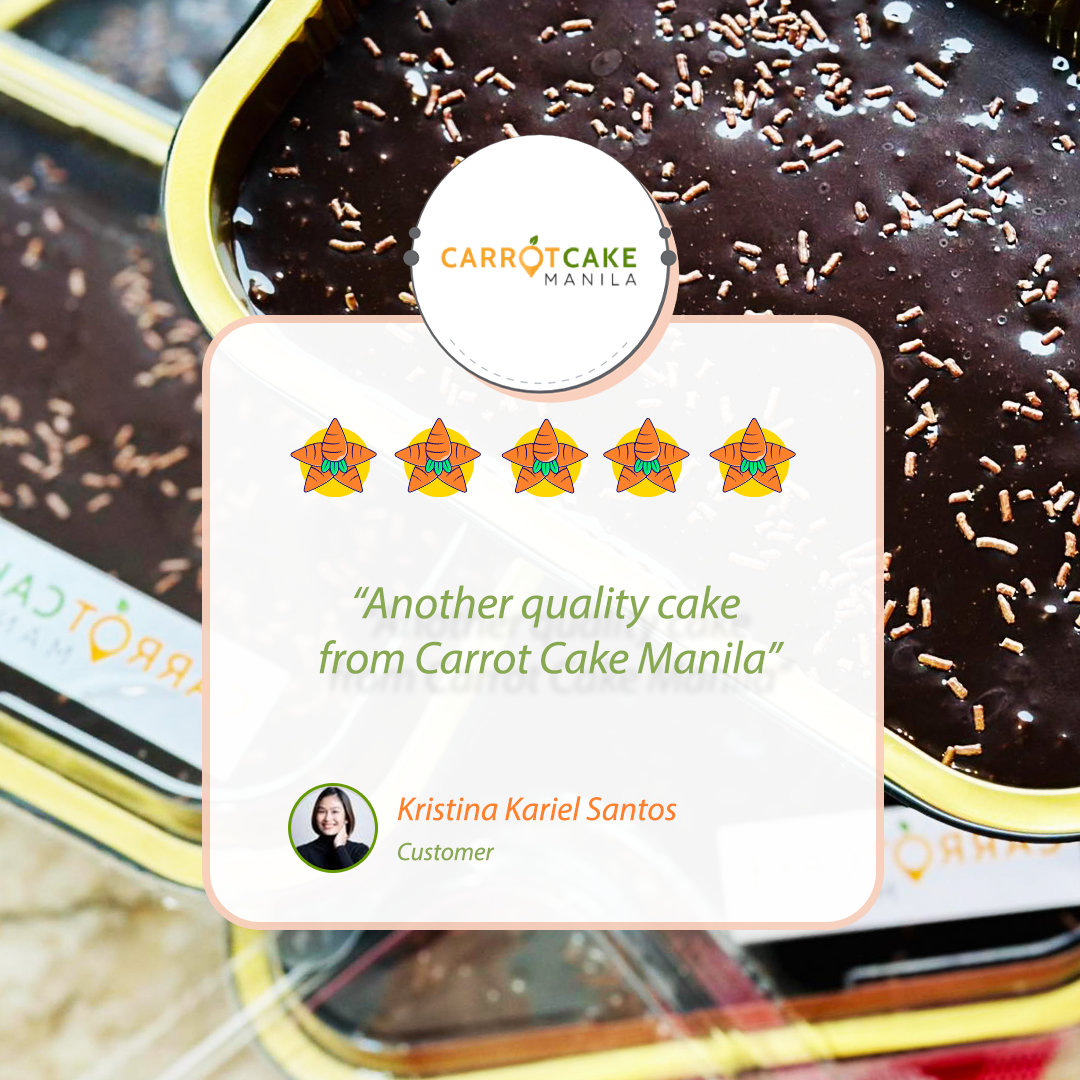 CARROTCAKE
MANILA
“Another quality cake
from Carrot Cake Manila”
Kristina Kariel Santos
Customer